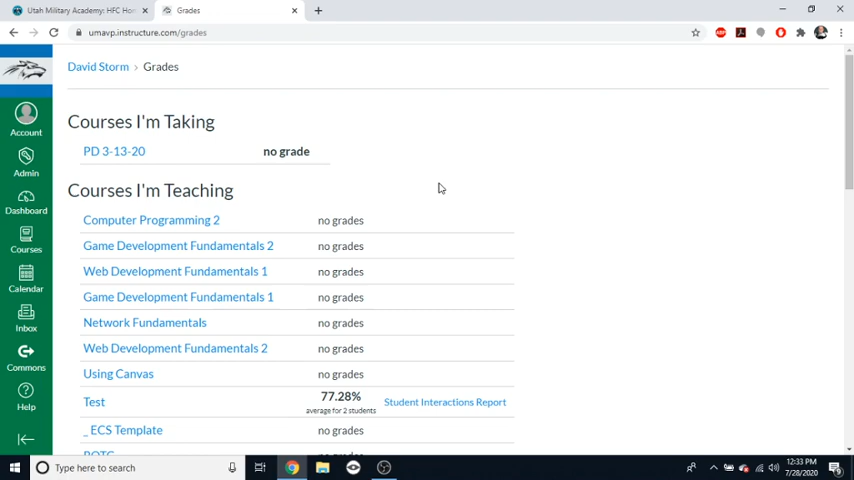 Utah Military Academy: HFC Hor
Grades
umavp.instructure.com/grades
ABP
David Storm > Grades
Account
Admin
Dashboard
Courses
Calendar
Inbox
Commons
Help
Courses I'm Taking
PD 3-13-20 no grade
Courses I'm Teaching
Computer Programming 2 no grades
Game Development Fundamentals 2 no grades
Web Development Fundamentals 1 no grades
Game Development Fundamentals 1 no grades
Network Fundamentals no grades
Web Development Fundamentals 2 no grades
Using Canvas no grades
Test 77.28% Student Interactions Report
average for 2 students
_ ECS Template no grades
ROTC
Type here to search
12:33 PM
7/28/2020